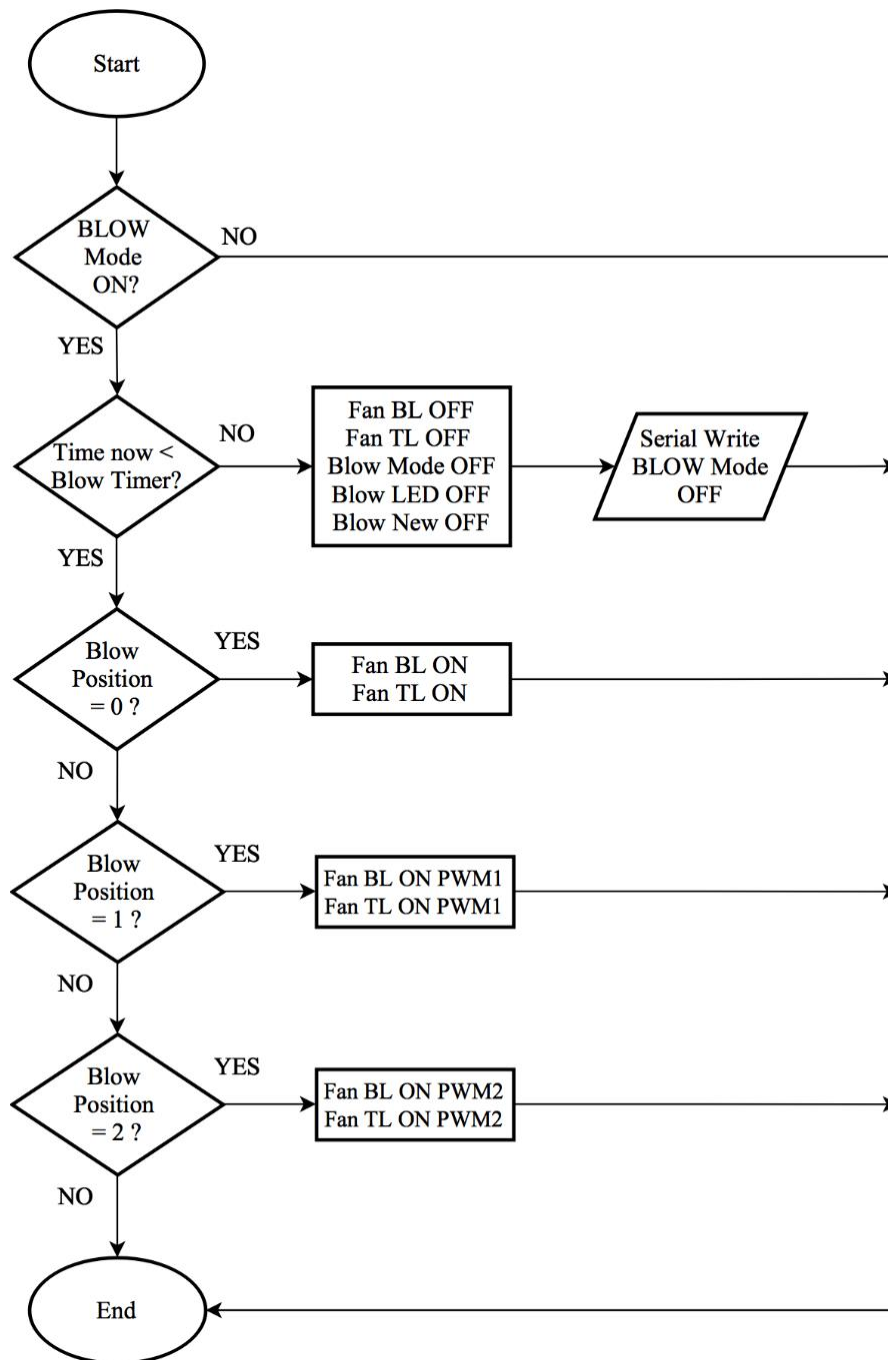 Start
BLOW
Mode
ON?
NO
YES
Time now <
Blow Timer?
NO
Fan BL OFF
Fan TL OFF
Blow Mode OFF
Blow LED OFF
Blow New OFF
Serial Write
BLOW Mode
OFF
YES
Blow
Position
= 0 ?
YES
Fan BL ON
Fan TL ON
NO
Blow
Position
= 1 ?
YES
Fan BL ON PWM1
Fan TL ON PWM1
NO
Blow
Position
= 2 ?
YES
Fan BL ON PWM2
Fan TL ON PWM2
NO
End